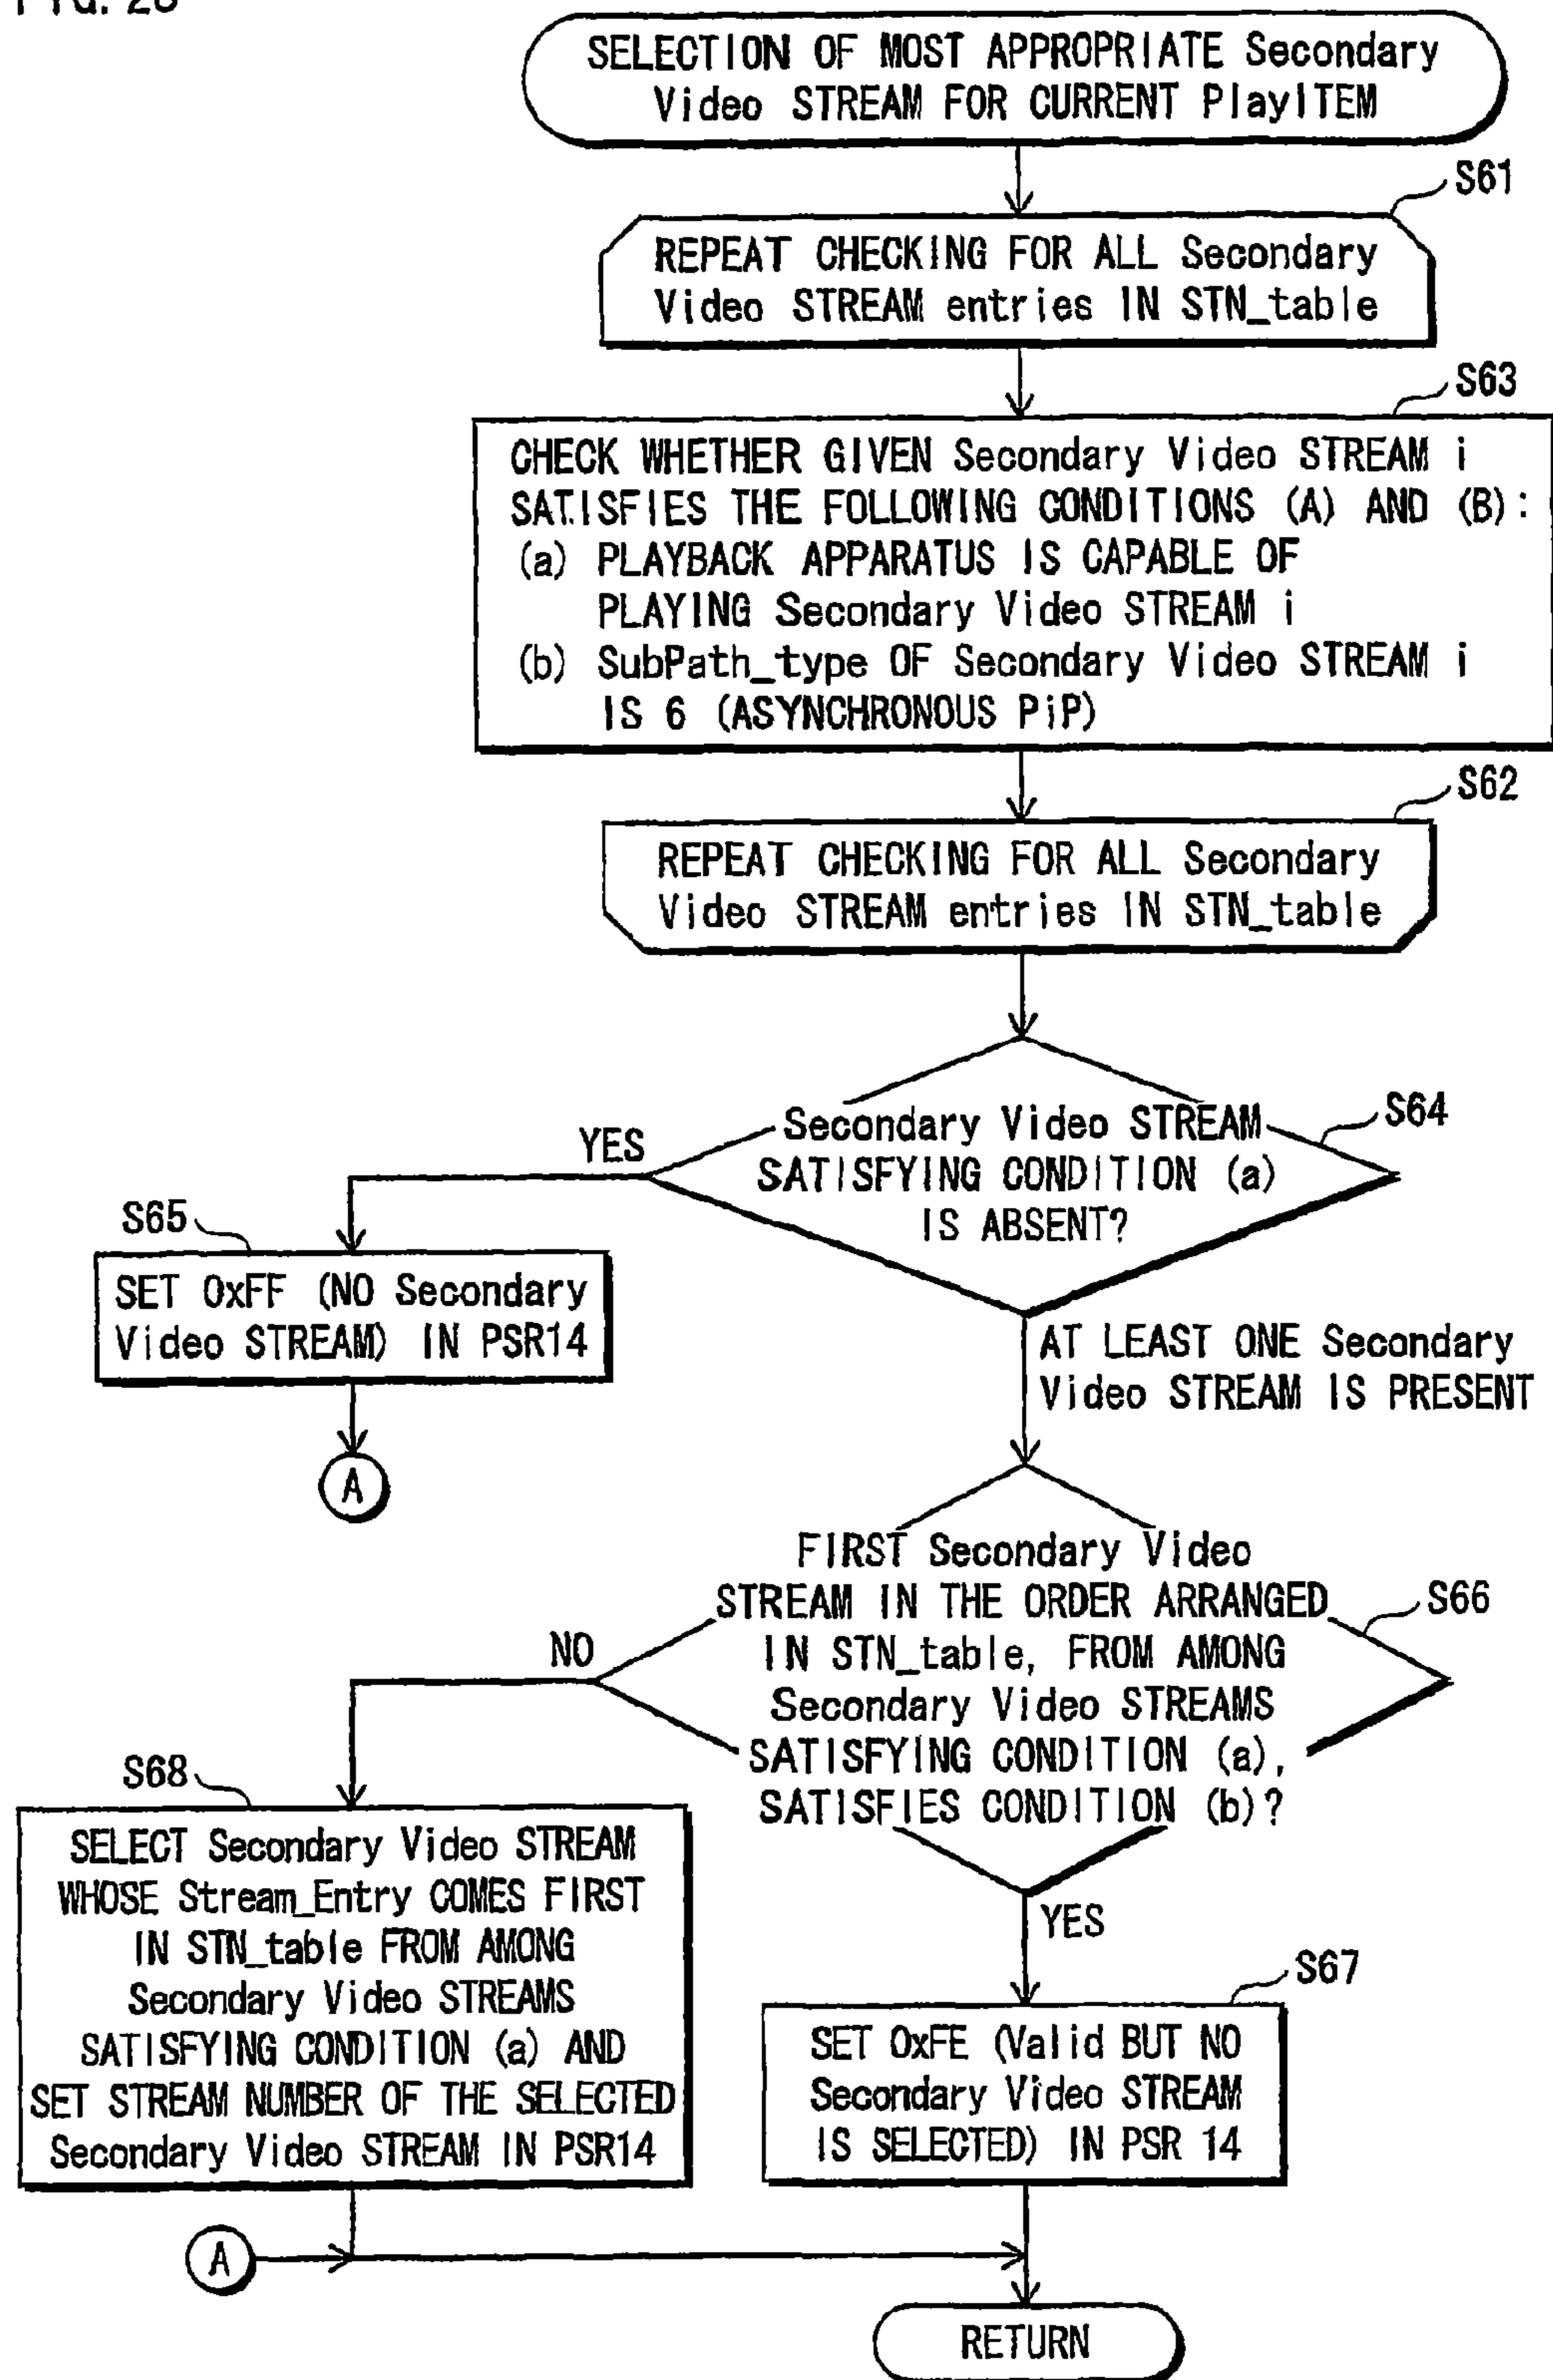 SELECTION OF MOST APPROPRIATE Secondary
Video STREAM FOR CURRENT PlayITEM
S61
REPEAT CHECKING FOR ALL Secondary
Video STREAM entries IN STN_table
S63
CHECK WHETHER GIVEN Secondary Video STREAM i
SATISFIES THE FOLLOWING CONDITIONS (A) AND (B):
(a) PLAYBACK APPARATUS IS CAPABLE OF
PLAYING Secondary Video STREAM i
(b) SubPath_type OF Secondary Video STREAM i
IS 6 (ASYNCHRONOUS PiP)
S62
REPEAT CHECKING FOR ALL Secondary
Video STREAM entries IN STN_table
S64
Secondary Video STREAM
SATISFYING CONDITION (a)
IS ABSENT?
YES
S65
SET 0xFF (NO Secondary
Video STREAM) IN PSR14
A
AT LEAST ONE Secondary
Video STREAM IS PRESENT
S66
FIRST Secondary Video
STREAM IN THE ORDER ARRANGED
IN STN_table, FROM AMONG
Secondary Video STREAMS
SATISFYING CONDITION (a),
SATISFIES CONDITION (b)?
NO
S68
SELECT Secondary Video STREAM
WHOSE Stream_Entry COMES FIRST
IN STN_table FROM AMONG
Secondary Video STREAMS
SATISFYING CONDITION (a) AND
SET STREAM NUMBER OF THE SELECTED
Secondary Video STREAM IN PSR14
YES
S67
SET 0xFE (Valid BUT NO
Secondary Video STREAM
IS SELECTED) IN PSR 14
A
RETURN